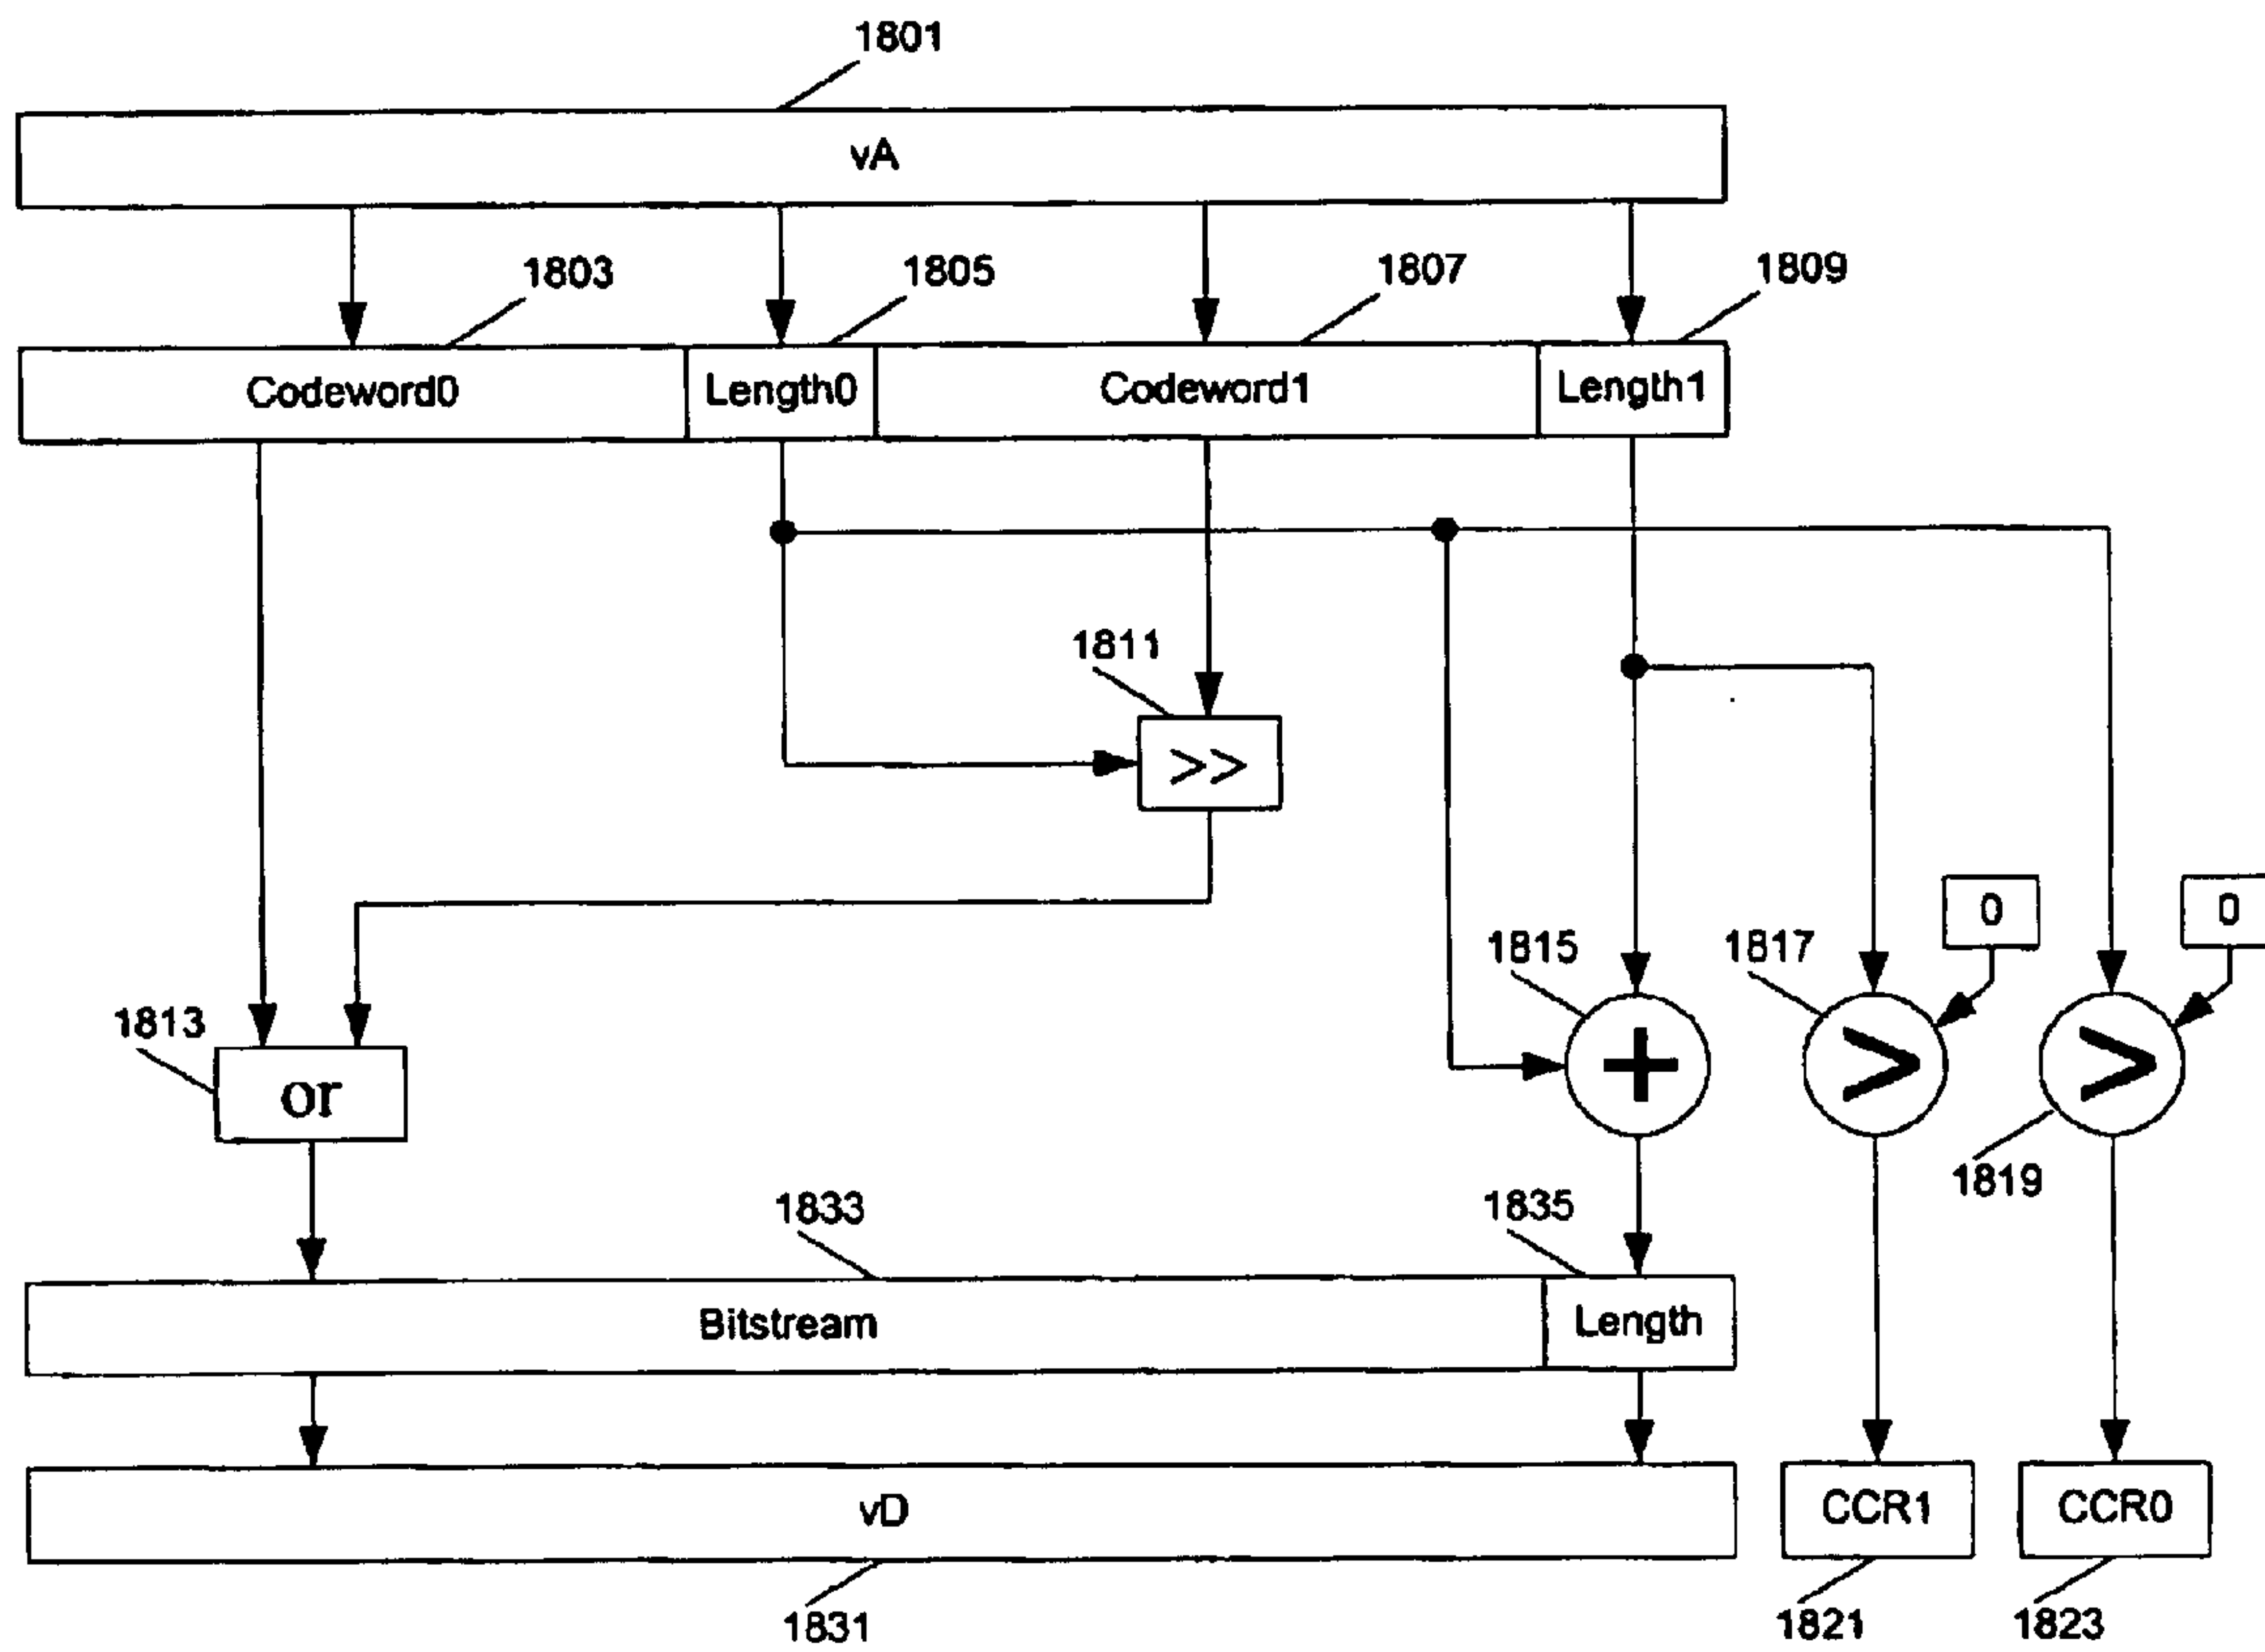 1801
vA
1803
1805
1807
1809
Codeword0
Length0
Codeword1
Length1
1811
>>
0
0
1815
1817
1813
or
+
>
>
1819
1833
1835
Bitstream
Length
vD
CCR1
CCR0
1831
1821
1823